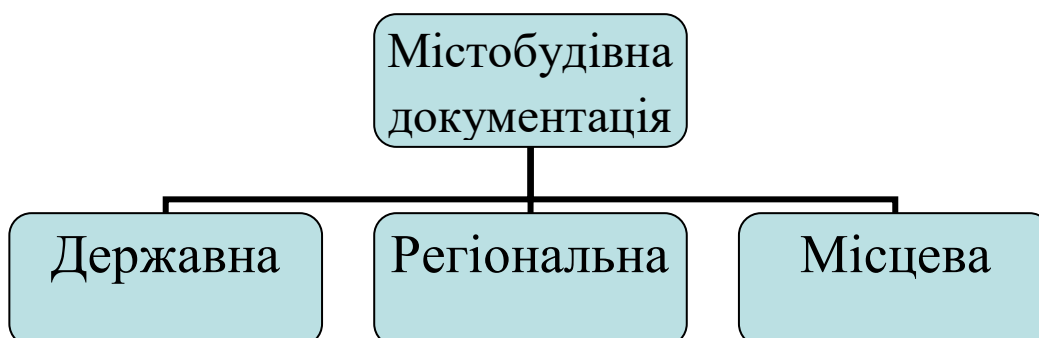 Містобудівна
документація
Державна
Регіональна
Місцева